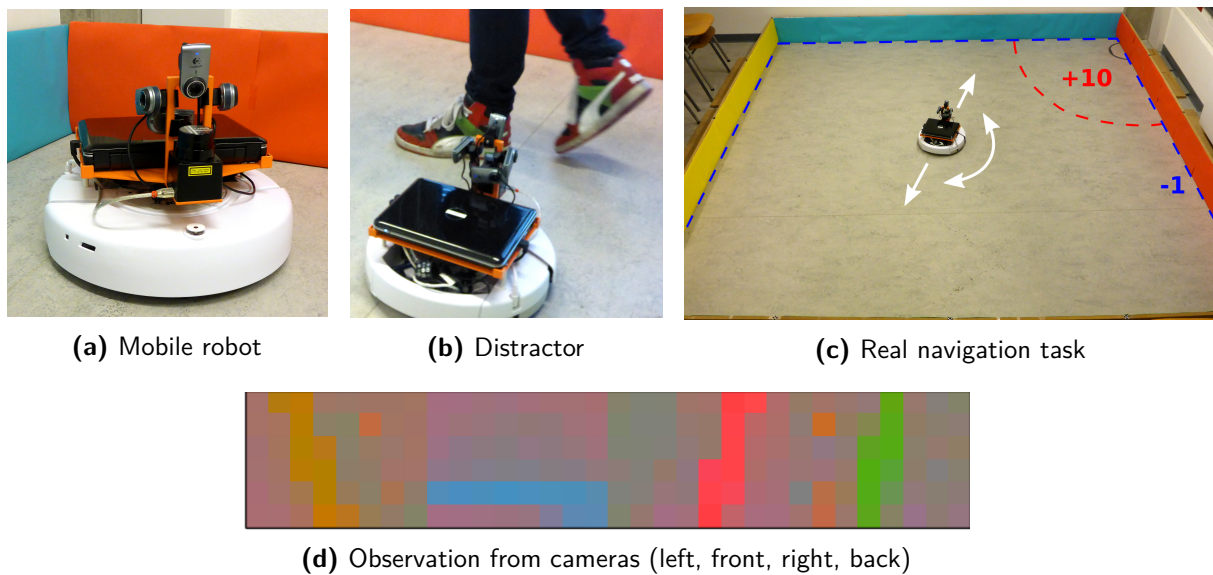 +10
-1
(a) Mobile robot
(b) Distractor
(c) Real navigation task
(d) Observation from cameras (left, front, right, back)